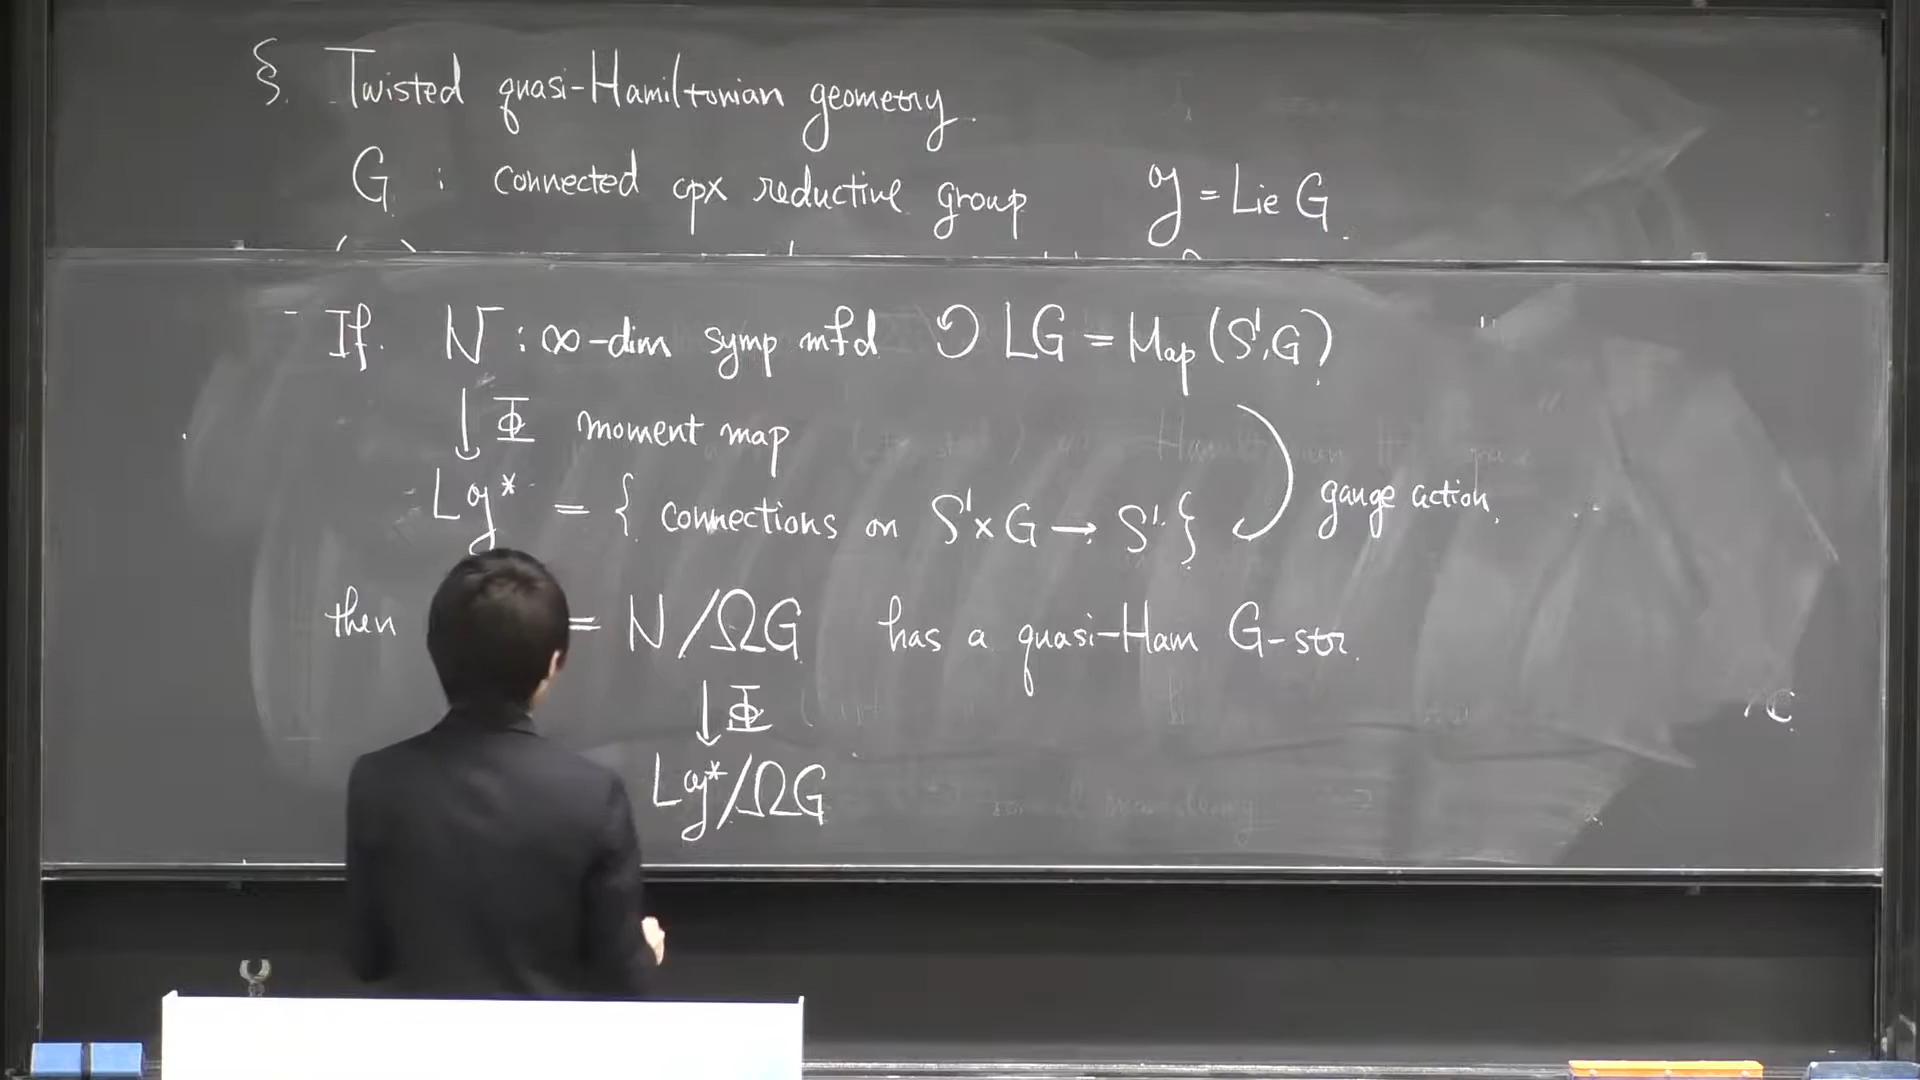 §. Twisted quasi-Hamiltonian geometry.
G : connected cpx reductive group 𝔤 = Lie G.
If. N : ∞-dim symp mfd ↻ LG = Map (S¹, G)
↓ Φ moment map
L𝔤* = { connections on S¹ × G → S¹ } gauge action.
then = N/ΩG has a quasi-Ham G-str.
↓ Φ
L𝔤*/ΩG